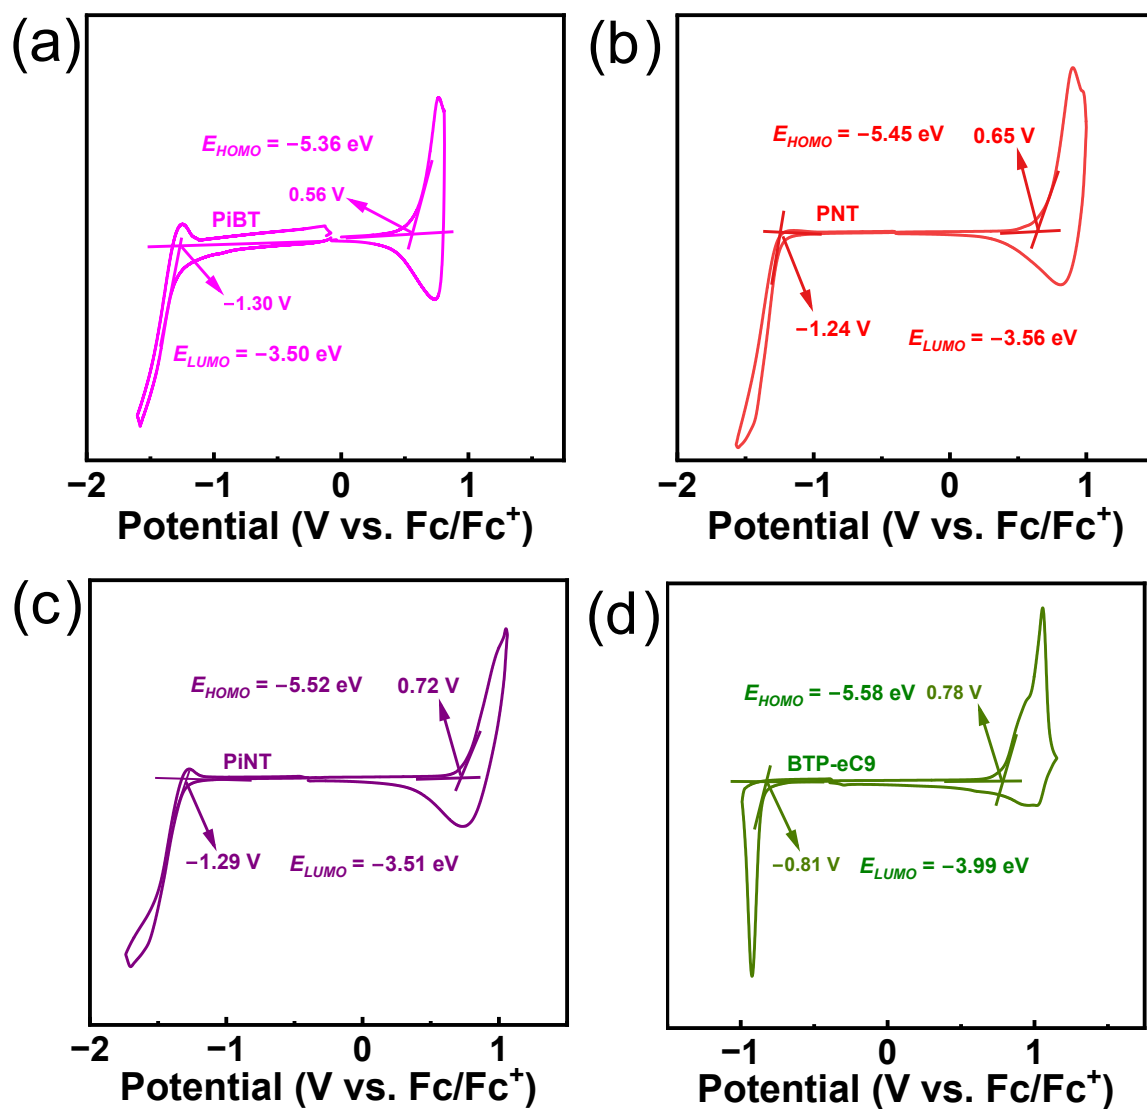 (a)
E_HOMO = −5.36 eV
0.56 V
PiBT
−1.30 V
E_LUMO = −3.50 eV
−2 −1 0 1
Potential (V vs. Fc/Fc⁺)
(b)
E_HOMO = −5.45 eV
0.65 V
PNT
−1.24 V
E_LUMO = −3.56 eV
−2 −1 0 1
Potential (V vs. Fc/Fc⁺)
(c)
E_HOMO = −5.52 eV
0.72 V
PiNT
−1.29 V
E_LUMO = −3.51 eV
−2 −1 0 1
Potential (V vs. Fc/Fc⁺)
(d)
E_HOMO = −5.58 eV
0.78 V
BTP-eC9
−0.81 V
E_LUMO = −3.99 eV
−1 0 1
Potential (V vs. Fc/Fc⁺)